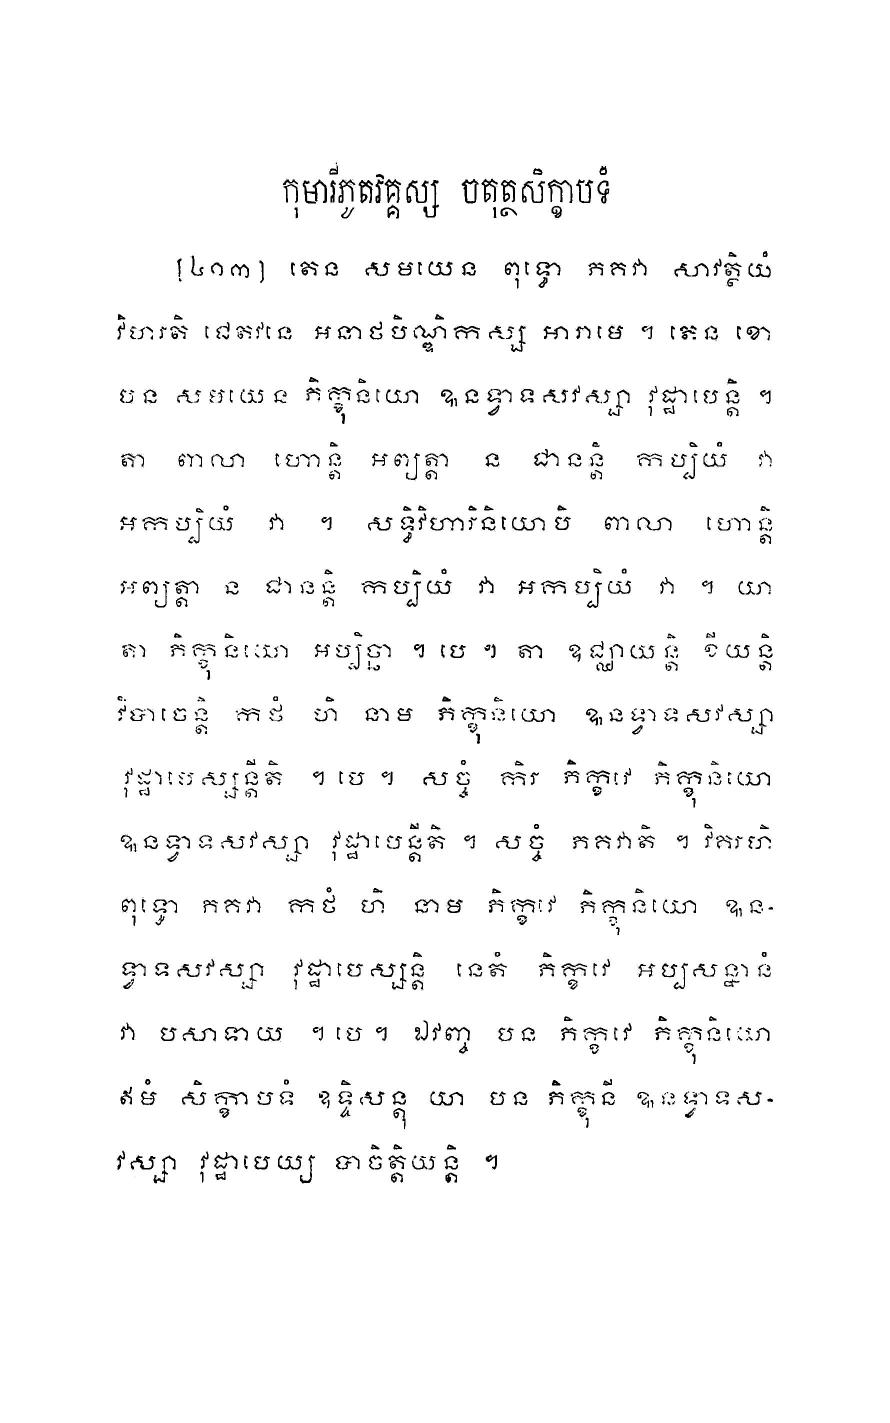 កុមារីភូតវគ្គស្ស ចតុត្ថសិក្ខាបទំ
[៤១៣] តេន សមយេន ពុទ្ធោ ភគវា សាវត្ថិយំ
វិហរតិ ជេតវនេ អនាថបិណ្ឌិកស្ស អារាមេ ។ តេន ខោ
បន សមយេន ភិក្ខុនិយោ ឩនទ្វាទសវស្សា វុដ្ឋាបេន្តិ ។
តា ពាលា ហោន្តិ អព្យត្តា ន ជានន្តិ កប្បិយំ វា
អកប្បិយំ វា ។ សទ្ធិវិហារិនិយោបិ ពាលា ហោន្តិ
អព្យត្តា ន ជានន្តិ កប្បិយំ វា អកប្បិយំ វា ។ យា
តា ភិក្ខុនិយោ អប្បិច្ឆា ។ បេ ។ តា ឧជ្ឈាយន្តិ ខីយន្តិ
វិបាចេន្តិ កថំ ហិ នាម ភិក្ខុនិយោ ឩនទ្វាទសវស្សា
វុដ្ឋាបេស្សន្តីតិ ។ បេ ។ សច្ចំ កិរ ភិក្ខវេ ភិក្ខុនិយោ
ឩនទ្វាទសវស្សា វុដ្ឋាបេន្តីតិ ។ សច្ចំ ភគវាតិ ។ វិគរហិ
ពុទ្ធោ ភគវា កថំ ហិ នាម ភិក្ខវេ ភិក្ខុនិយោ ឩន-
ទ្វាទសវស្សា វុដ្ឋាបេស្សន្តិ នេតំ ភិក្ខវេ អប្បសន្នានំ
វា បសាទាយ ។ បេ ។ ឯវញ្ច បន ភិក្ខវេ ភិក្ខុនិយោ
ឥមំ សិក្ខាបទំ ឧទ្ទិសន្តុ យា បន ភិក្ខុនី ឩនទ្វាទស-
វស្សា វុដ្ឋាបេយ្យ បាចិត្តិយន្តិ ។